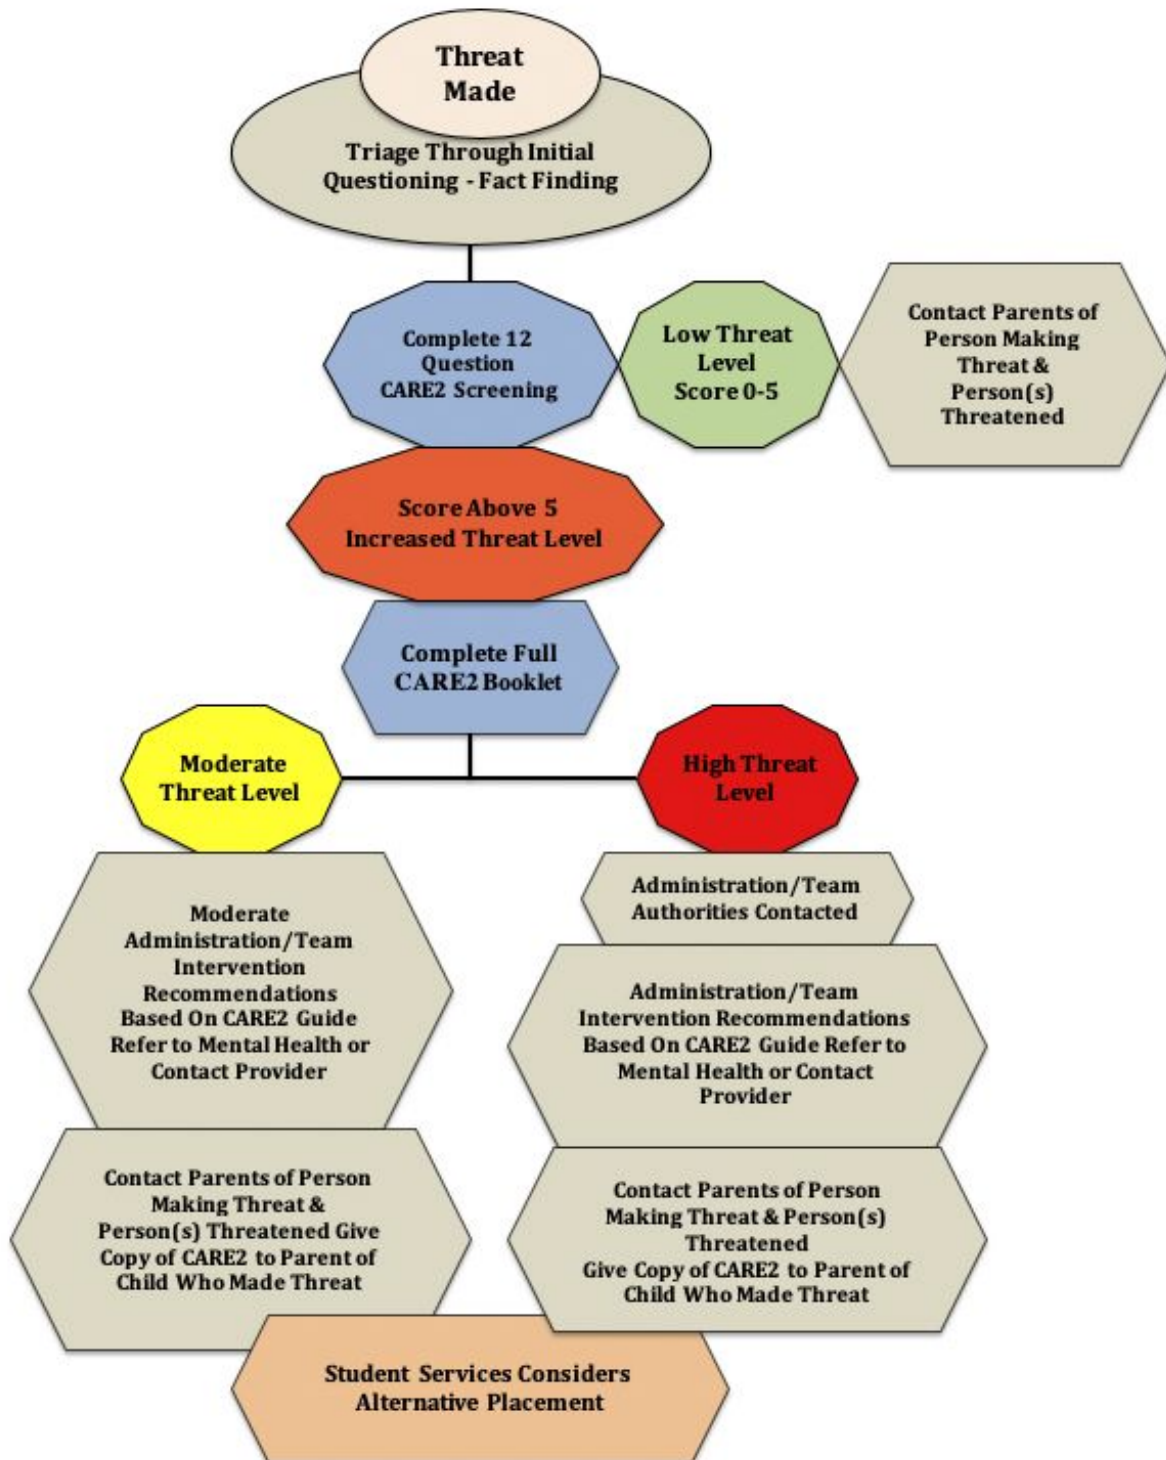 Threat
Made
Triage Through Initial
Questioning - Fact Finding
Complete 12
Question
CARE2 Screening
Low Threat
Level
Score 0-5
Contact Parents of
Person Making
Threat &
Person(s)
Threatened
Score Above 5
Increased Threat Level
Complete Full
CARE2 Booklet
Moderate
Threat Level
High Threat
Level
Moderate
Administration/Team
Intervention
Recommendations
Based On CARE2 Guide
Refer to Mental Health or
Contact Provider
Administration/Team
Authorities Contacted
Administration/Team
Intervention Recommendations
Based On CARE2 Guide Refer to
Mental Health or Contact
Provider
Contact Parents of Person
Making Threat &
Person(s) Threatened Give
Copy of CARE2 to Parent of
Child Who Made Threat
Contact Parents of Person
Making Threat & Person(s)
Threatened
Give Copy of CARE2 to Parent of
Child Who Made Threat
Student Services Considers
Alternative Placement